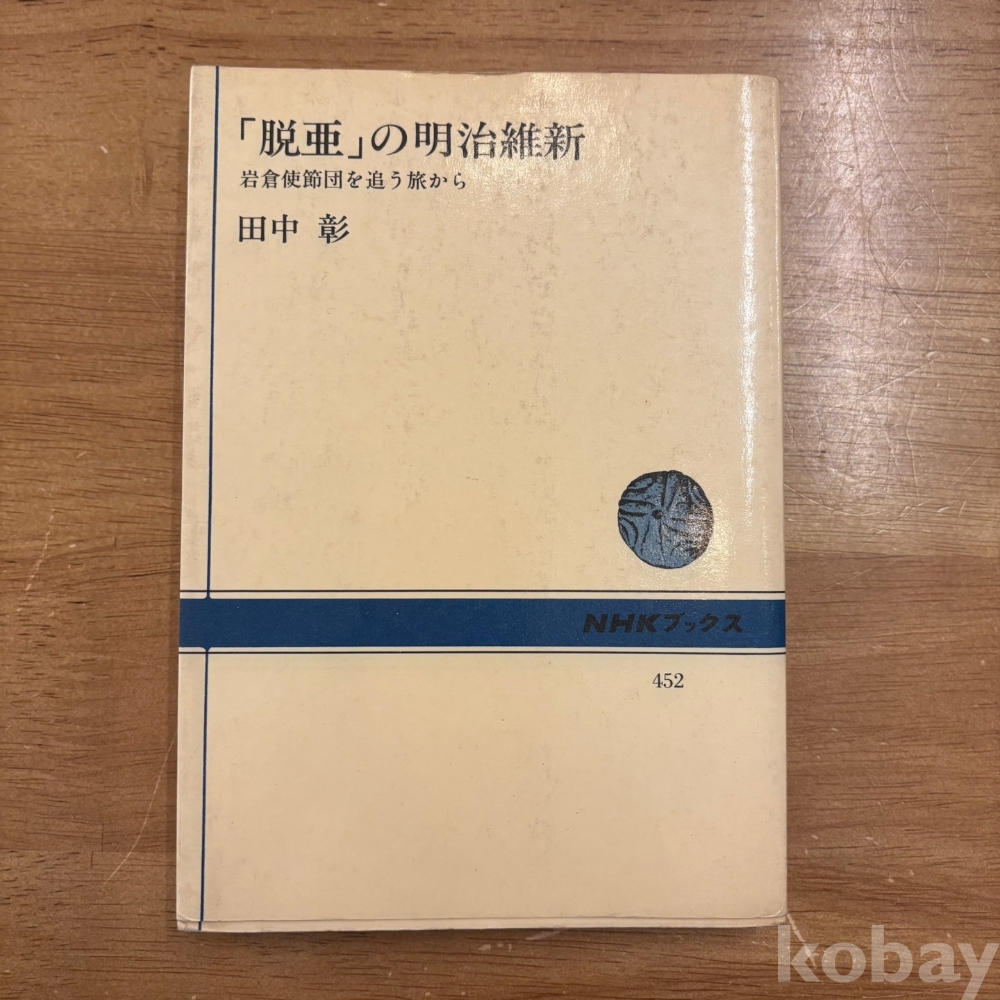 「脱亜」の明治維新
岩倉使節団を追う旅から
田中 彰
NHKブックス
452
kobay